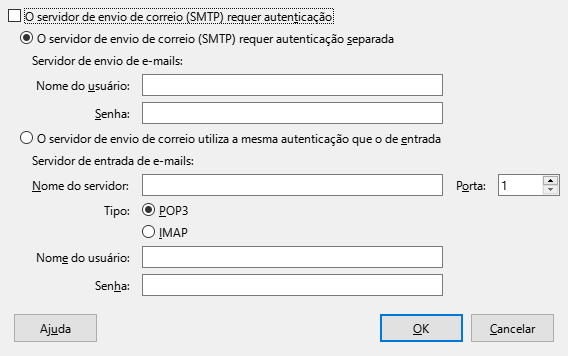 O servidor de envio de correio (SMTP) requer autenticação
O servidor de envio de correio (SMTP) requer autenticação separada
Servidor de envio de e-mails:
Nome do usuário:
Senha:
O servidor de envio de correio utiliza a mesma autenticação que o de entrada
Servidor de entrada de e-mails:
Nome do servidor:
Porta: 1
Tipo: POP3
IMAP
Nome do usuário:
Senha:
Ajuda OK Cancelar